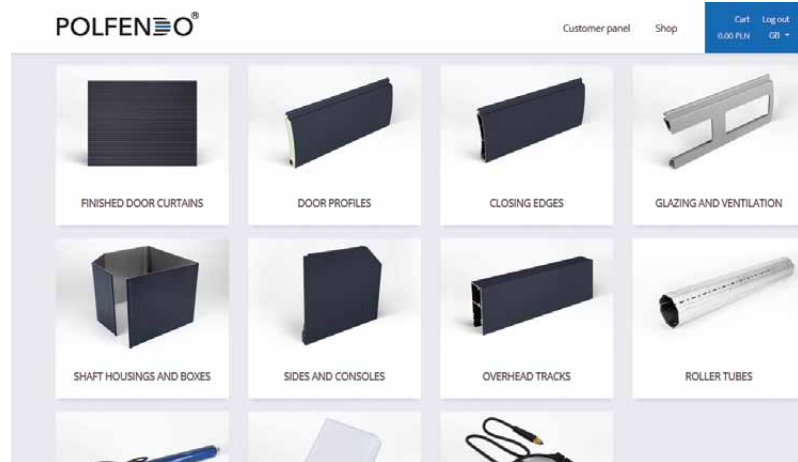 POLFENDO®
Customer panel Shop
Cart Log out
0.00 PLN GB
FINISHED DOOR CURTAINS
DOOR PROFILES
CLOSING EDGES
GLAZING AND VENTILATION
SHAFT HOUSINGS AND BOXES
SIDES AND CONSOLES
OVERHEAD TRACKS
ROLLER TUBES